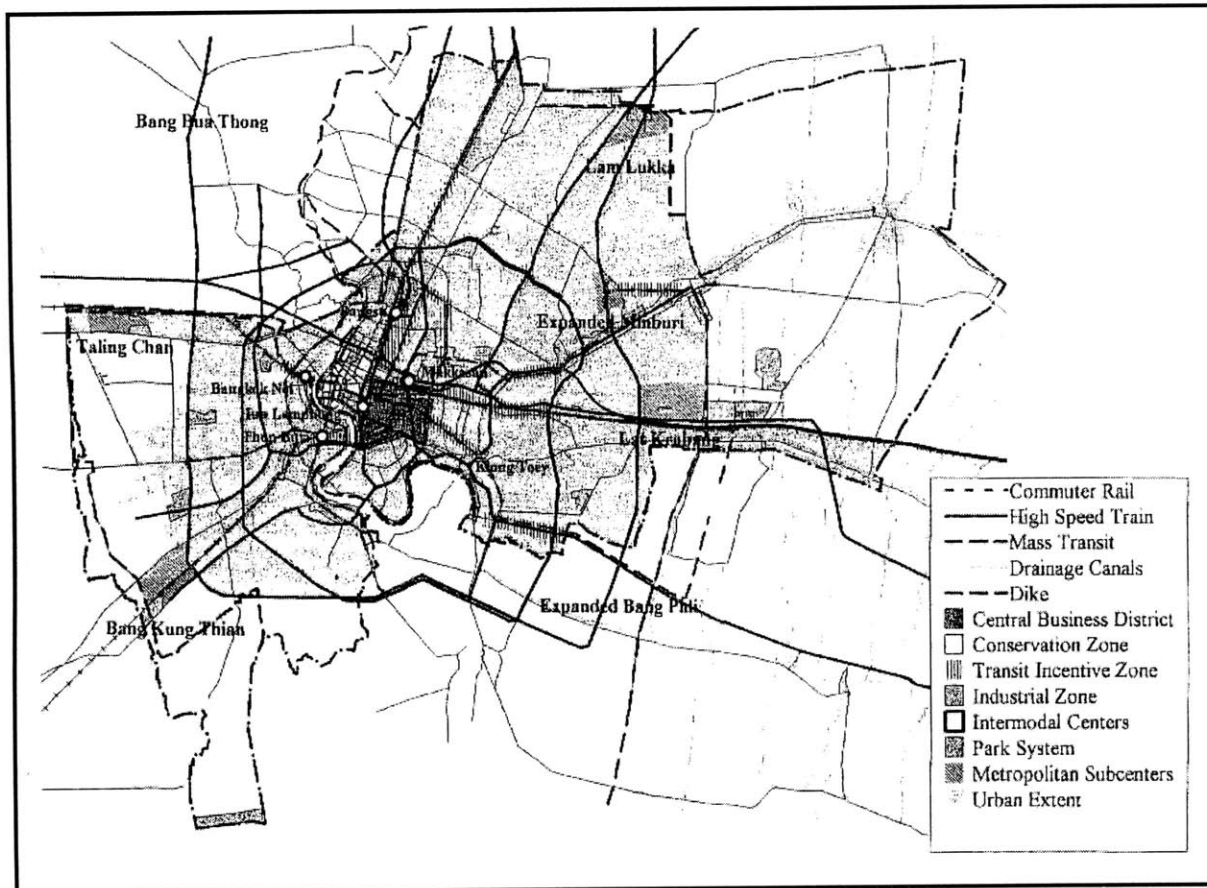 Bang Bua Thong
Lam Lukka
Expanded Minburi
Taling Chan
Makkasan
Bangkok Noi
Hua Lamphong
Lat Krabang
Klong Toey
Expanded Bang Phli
Bang Kung Thian
Commuter Rail
High Speed Train
Mass Transit
Drainage Canals
Dike
Central Business District
Conservation Zone
Transit Incentive Zone
Industrial Zone
Intermodal Centers
Park System
Metropolitan Subcenters
Urban Extent